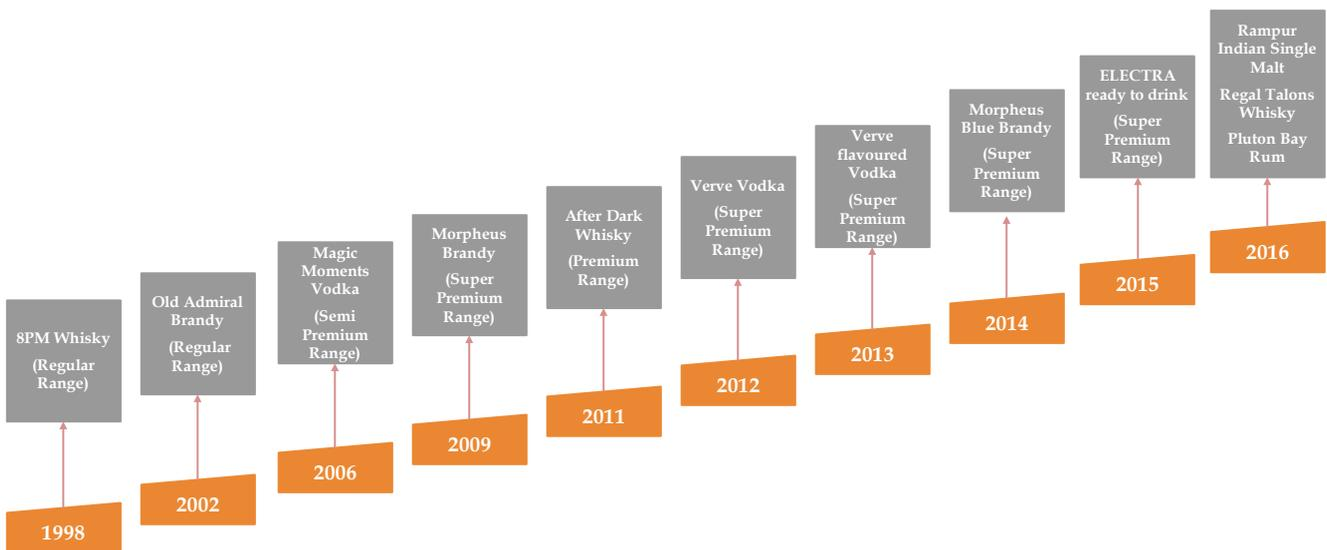 8PM Whisky
(Regular
Range)
1998
Old Admiral
Brandy
(Regular
Range)
2002
Magic
Moments
Vodka
(Semi
Premium
Range)
2006
Morpheus
Brandy
(Super
Premium
Range)
2009
After Dark
Whisky
(Premium
Range)
2011
Verve Vodka
(Super
Premium
Range)
2012
Verve
flavoured
Vodka
(Super
Premium
Range)
2013
Morpheus
Blue Brandy
(Super
Premium
Range)
2014
ELECTRA
ready to drink
(Super
Premium
Range)
2015
Rampur
Indian Single
Malt
Regal Talons
Whisky
Pluton Bay
Rum
2016